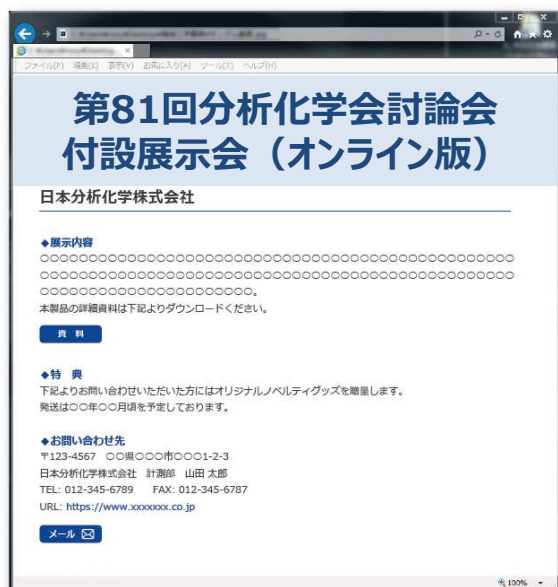 ファイル(F) 編集(E) 表示(V) お気に入り(A) ツール(T) ヘルプ(H)
第81回分析化学会討論会
付設展示会（オンライン版）
日本分析化学株式会社
◆展示内容
○○○○○○○○○○○○○○○○○○○○○○○○○○○○○○○○○○○○○○○○○○○○○○○○○
○○○○○○○○○○○○○○○○○○○○○○○○○○○○○○○○○○○○○○○○○○○○○○○○○
○○○○○○○○○○○○○○○○○○○○○○。
本製品の詳細資料は下記よりダウンロードください。
資 料
◆特 典
下記よりお問い合わせいただいた方にはオリジナルノベルティグッズを贈呈します。
発送は○○年○○月頃を予定しております。
◆お問い合わせ先
〒123-4567 ○○県○○○市○○○1-2-3
日本分析化学株式会社 計測部 山田 太郎
TEL: 012-345-6789 FAX: 012-345-6787
URL: https://www.xxxxxxx.co.jp
メール
100%